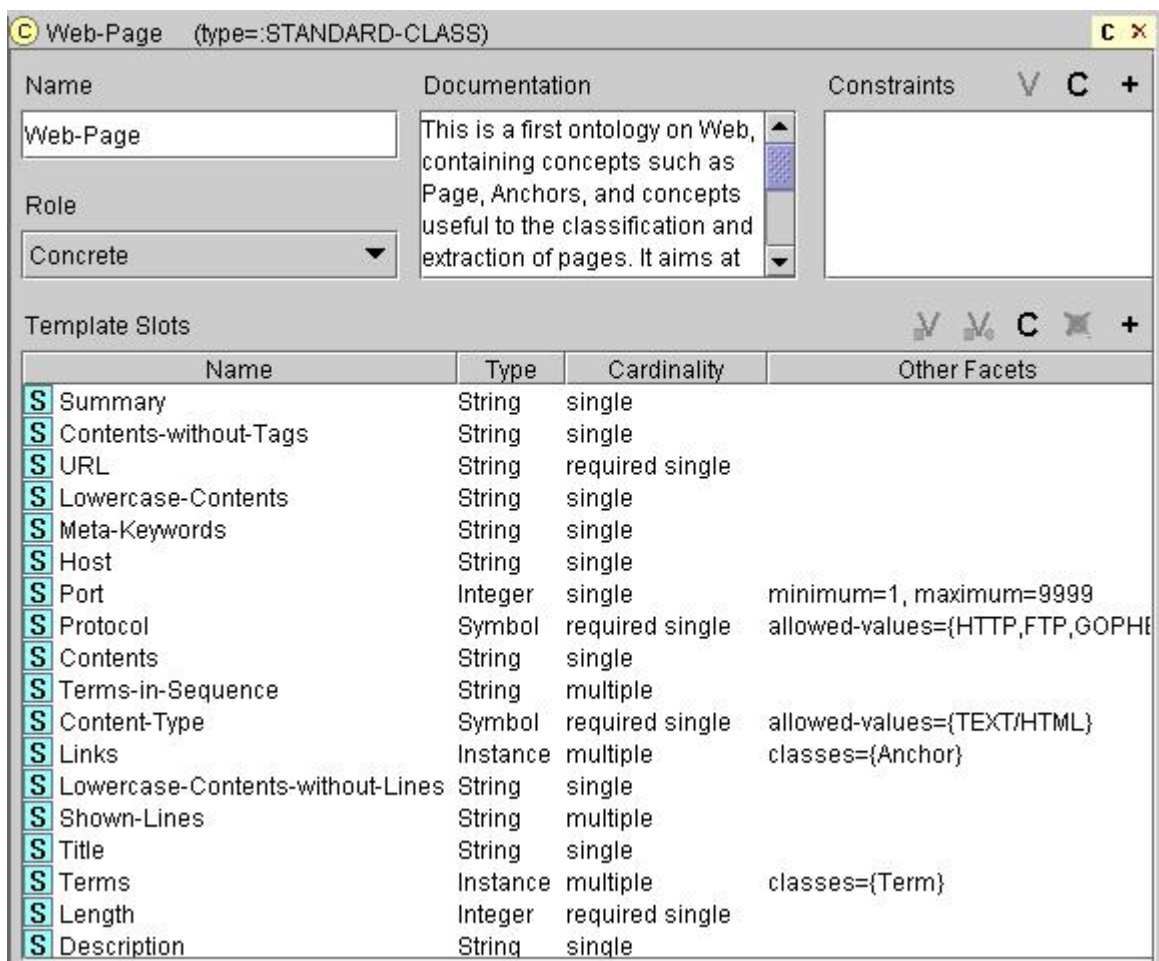 C Web-Page (type=:STANDARD-CLASS) C ×
Name Documentation Constraints V C +
Web-Page
This is a first ontology on Web,
containing concepts such as
Page, Anchors, and concepts
useful to the classification and
extraction of pages. It aims at
Role
Concrete
Template Slots V V C +
Name Type Cardinality Other Facets
S Summary String single
S Contents-without-Tags String single
S URL String required single
S Lowercase-Contents String single
S Meta-Keywords String single
S Host String single
S Port Integer single minimum=1, maximum=9999
S Protocol Symbol required single allowed-values={HTTP,FTP,GOPHE
S Contents String single
S Terms-in-Sequence String multiple
S Content-Type Symbol required single allowed-values={TEXT/HTML}
S Links Instance multiple classes={Anchor}
S Lowercase-Contents-without-Lines String single
S Shown-Lines String multiple
S Title String single
S Terms Instance multiple classes={Term}
S Length Integer required single
S Description String single